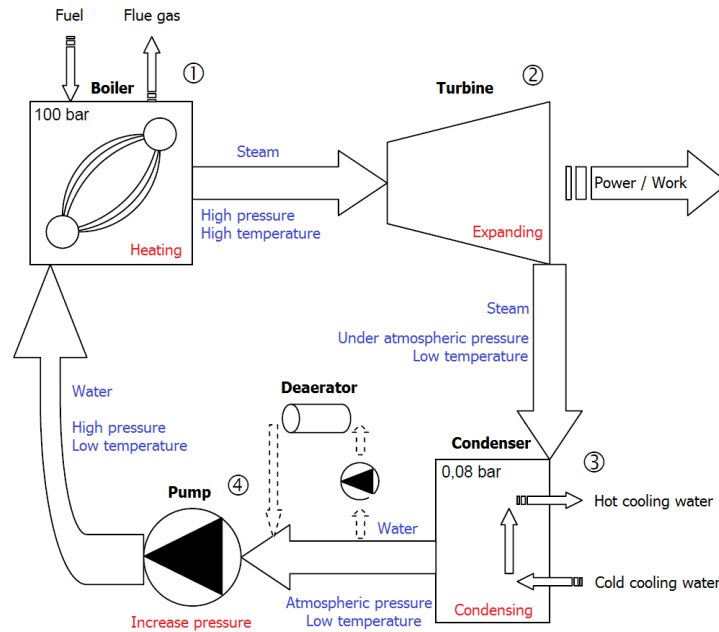 Fuel
Flue gas
Boiler
①
100 bar
Heating
Steam
High pressure
High temperature
Turbine
②
Expanding
Power / Work
Steam
Under atmospheric pressure
Low temperature
Water
High pressure
Low temperature
Deaerator
Condenser
③
0,08 bar
Hot cooling water
Cold cooling water
Condensing
Pump
④
Increase pressure
Water
Atmospheric pressure
Low temperature